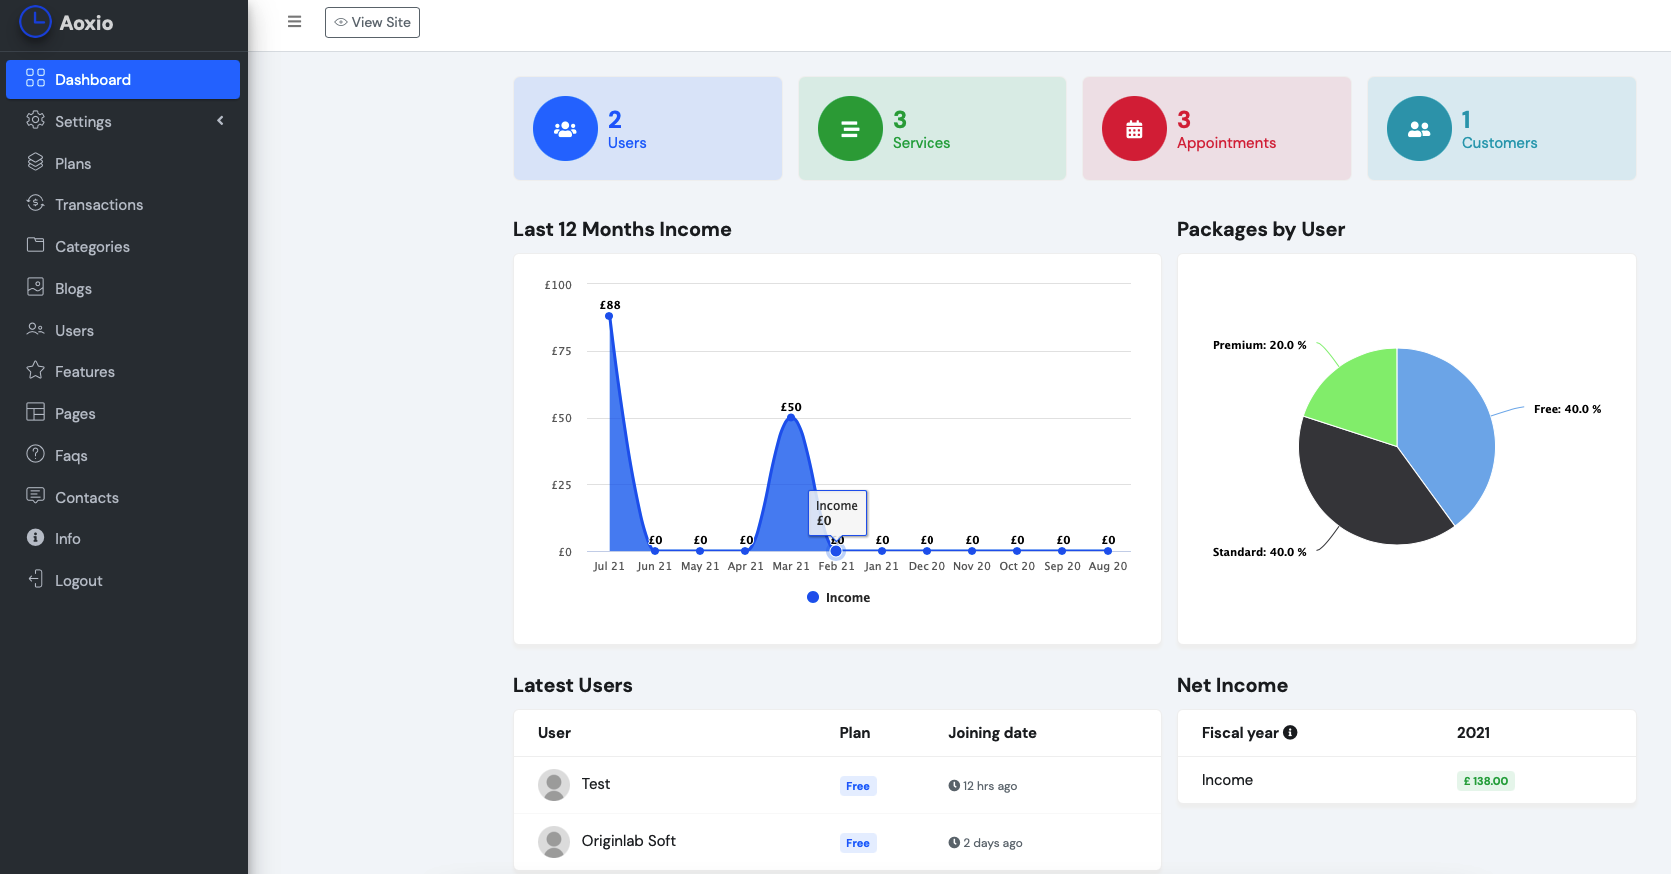 Aoxio
View Site
Dashboard
Settings
Plans
Transactions
Categories
Blogs
Users
Features
Pages
Faqs
Contacts
Info
Logout
2
Users
3
Services
3
Appointments
1
Customers
Last 12 Months Income
£100
£75
£50
£25
£0
£88
£0
£0
£0
£50
£0
£0
£0
£0
£0
£0
£0
Income
£0
Jul 21 Jun 21 May 21 Apr 21 Mar 21 Feb 21 Jan 21 Dec 20 Nov 20 Oct 20 Sep 20 Aug 20
Income
Packages by User
Premium: 20.0 %
Free: 40.0 %
Standard: 40.0 %
Latest Users
User Plan Joining date
Test Free 12 hrs ago
Originlab Soft Free 2 days ago
Net Income
Fiscal year 2021
Income £ 138.00